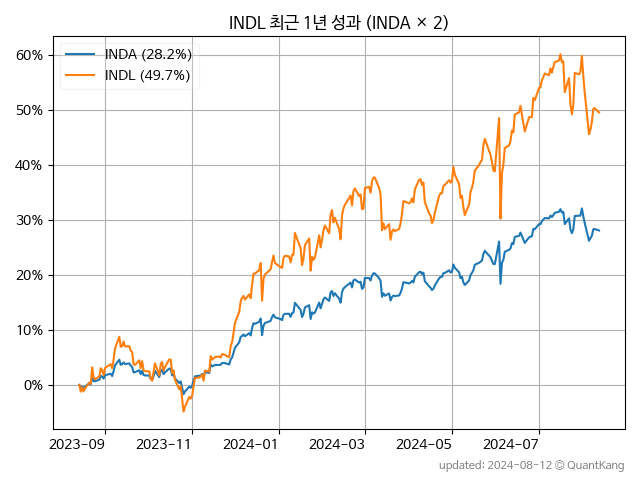 INDL 최근 1년 성과 (INDA × 2)
INDA (28.2%)
INDL (49.7%)
60%
50%
40%
30%
20%
10%
0%
2023-09 2023-11 2024-01 2024-03 2024-05 2024-07
updated: 2024-08-12 © QuantKang